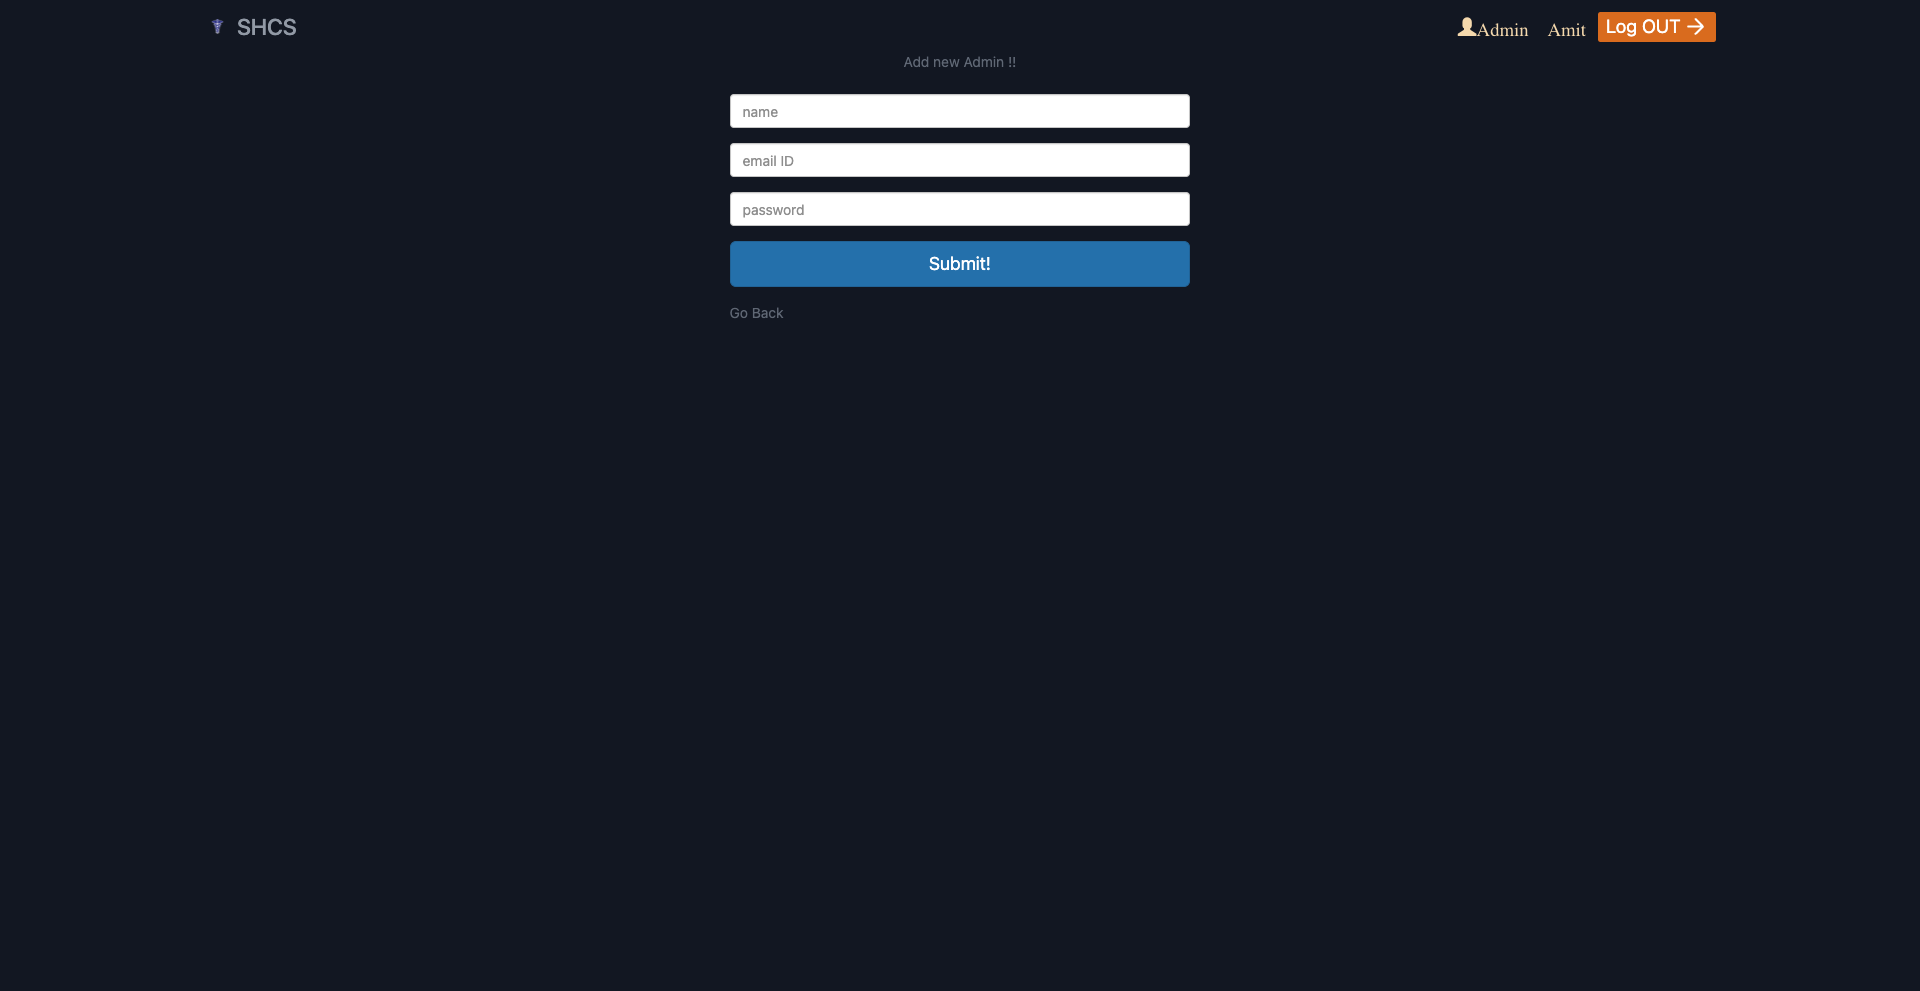 SHCS
Admin Amit Log OUT
Add new Admin !!
name
email ID
password
Submit!
Go Back